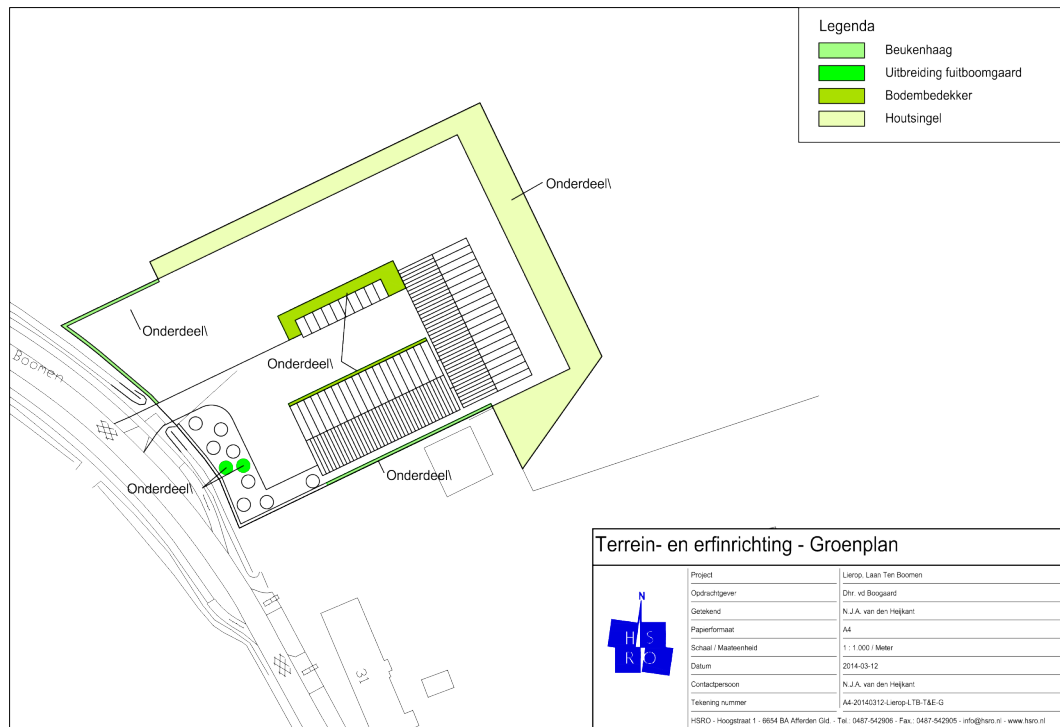 Legenda
Beukenhaag
Uitbreiding fuitboomgaard
Bodembedekker
Houtsingel
Onderdeel\
Onderdeel\
Onderdeel\
Boomen
Onderdeel\
Onderdeel\
31
Terrein- en erfinrichting - Groenplan
N
H S
R O
Project Lierop, Laan Ten Boomen
Opdrachtgever Dhr. vd Boogaard
Getekend N.J.A. van den Heijkant
Papierformaat A4
Schaal / Maateenheid 1 : 1.000 / Meter
Datum 2014-03-12
Contactpersoon N.J.A. van den Heijkant
Tekening nummer A4-20140312-Lierop-LTB-T&E-G
HSRO - Hoogstraat 1 - 6654 BA Afferden Gld. - Tel : 0487-542906 - Fax.: 0487-542905 - info@hsro.nl - www.hsro.nl